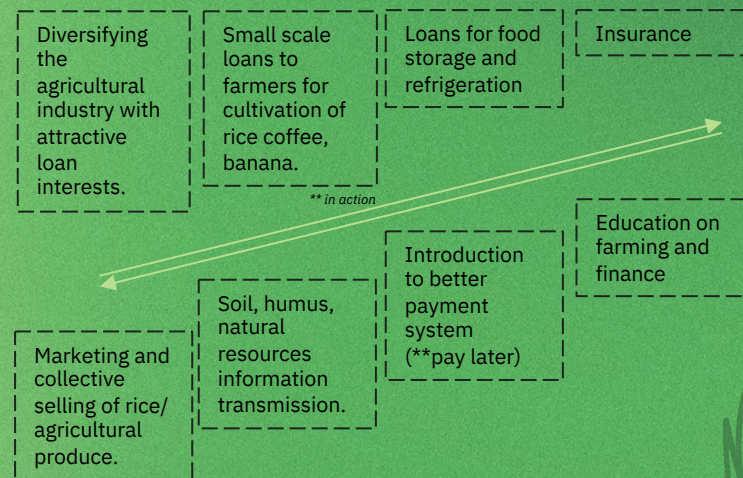 Diversifying
the
agricultural
industry with
attractive
loan
interests.
Small scale
loans to
farmers for
cultivation of
rice coffee,
banana.
** in action
Loans for food
storage and
refrigeration
Insurance
Marketing and
collective
selling of rice/
agricultural
produce.
Soil, humus,
natural
resources
information
transmission.
Introduction
to better
payment
system
(**pay later)
Education on
farming and
finance